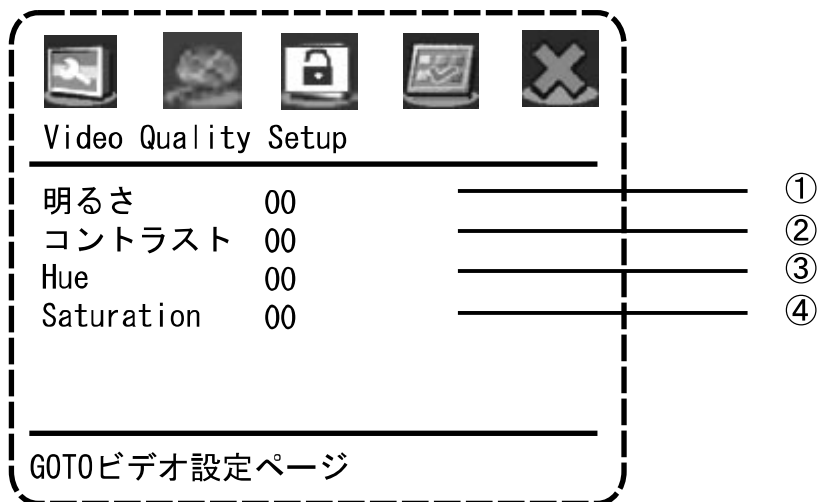 Video Quality Setup
明るさ 00 ①
コントラスト 00 ②
Hue 00 ③
Saturation 00 ④
GOTOビデオ設定ページ